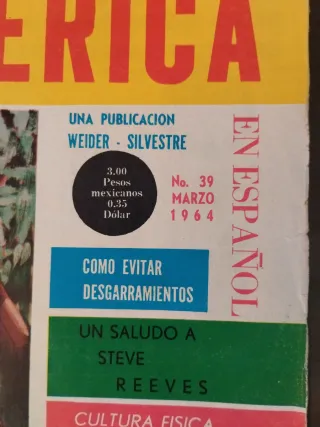 ERICA
UNA PUBLICACION
WEIDER - SILVESTRE
3.00
Pesos
mexicanos
0.35
Dólar
No. 39
MARZO
1964
EN ESPAÑOL
COMO EVITAR
DESGARRAMIENTOS
UN SALUDO A
STEVE
REEVES
CULTURA FISICA